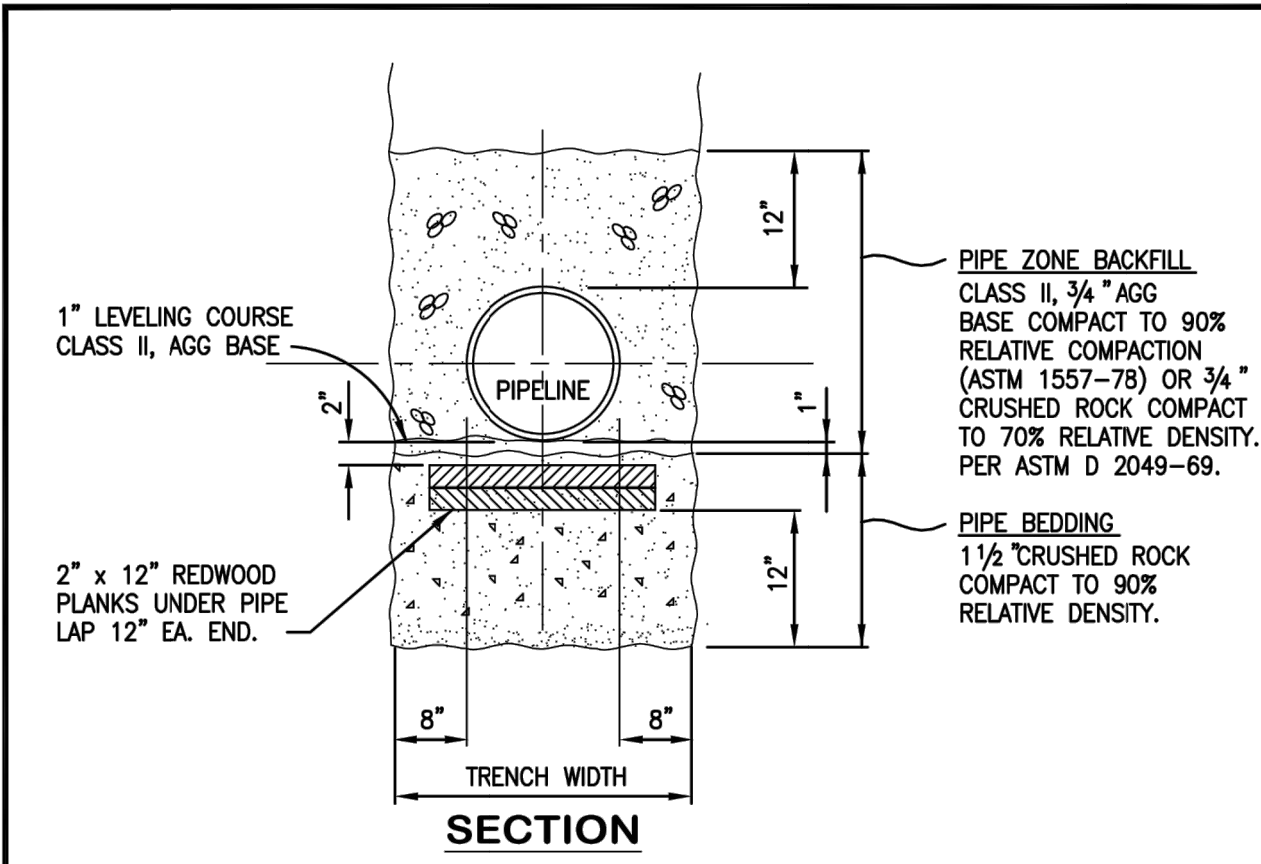 12"
PIPE ZONE BACKFILL
CLASS II, 3/4 " AGG
BASE COMPACT TO 90%
RELATIVE COMPACTION
(ASTM 1557-78) OR 3/4 "
CRUSHED ROCK COMPACT
TO 70% RELATIVE DENSITY.
PER ASTM D 2049-69.
1" LEVELING COURSE
CLASS II, AGG BASE
PIPELINE
2"
1"
PIPE BEDDING
1 1/2 "CRUSHED ROCK
COMPACT TO 90%
RELATIVE DENSITY.
2" x 12" REDWOOD
PLANKS UNDER PIPE
LAP 12" EA. END.
12"
8"
8"
TRENCH WIDTH
SECTION